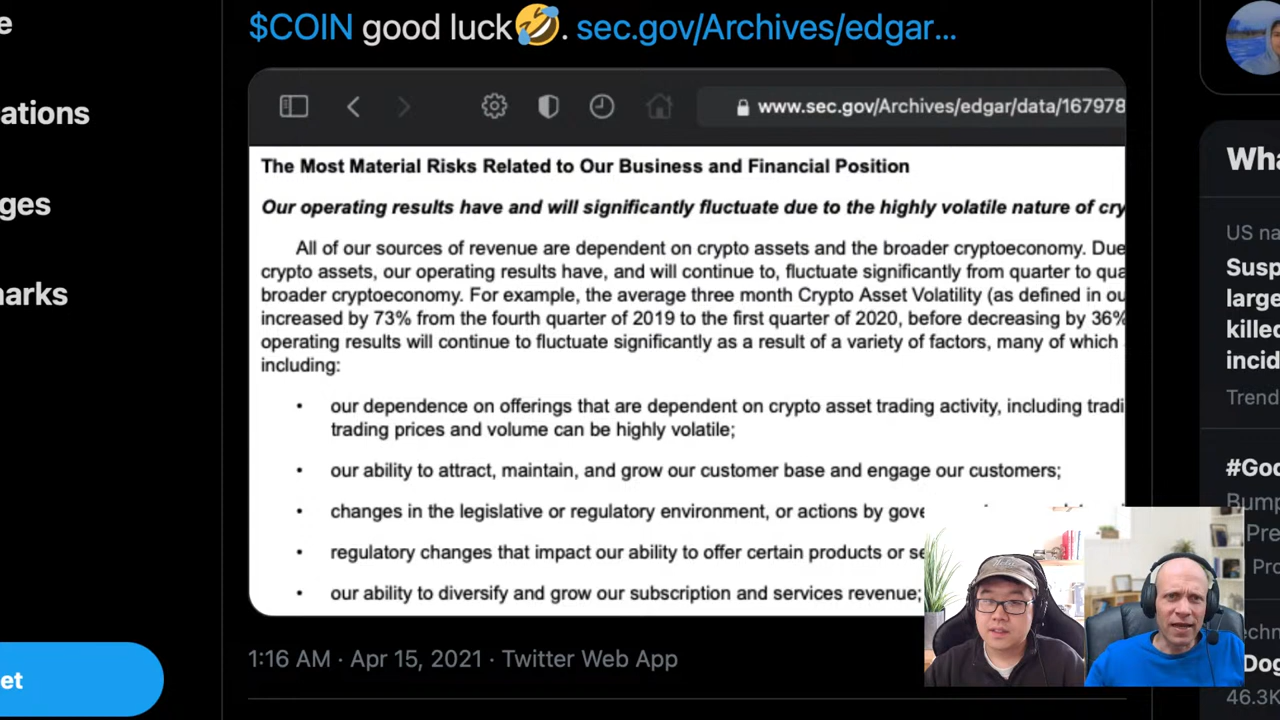 $COIN good luck🤣. sec.gov/Archives/edgar...
ations
ges
arks
et
www.sec.gov/Archives/edgar/data/167978
The Most Material Risks Related to Our Business and Financial Position
Our operating results have and will significantly fluctuate due to the highly volatile nature of cry
All of our sources of revenue are dependent on crypto assets and the broader cryptoeconomy. Due
crypto assets, our operating results have, and will continue to, fluctuate significantly from quarter to qua
broader cryptoeconomy. For example, the average three month Crypto Asset Volatility (as defined in ou
increased by 73% from the fourth quarter of 2019 to the first quarter of 2020, before decreasing by 36%
operating results will continue to fluctuate significantly as a result of a variety of factors, many of which
including:
• our dependence on offerings that are dependent on crypto asset trading activity, including tradi
trading prices and volume can be highly volatile;
• our ability to attract, maintain, and grow our customer base and engage our customers;
• changes in the legislative or regulatory environment, or actions by gove
• regulatory changes that impact our ability to offer certain products or se
• our ability to diversify and grow our subscription and services revenue;
1:16 AM · Apr 15, 2021 · Twitter Web App
Wha
US na
Susp
large
killed
incid
Trend
#God
Bump
Pre
Pro
echn
Dog
46.3K